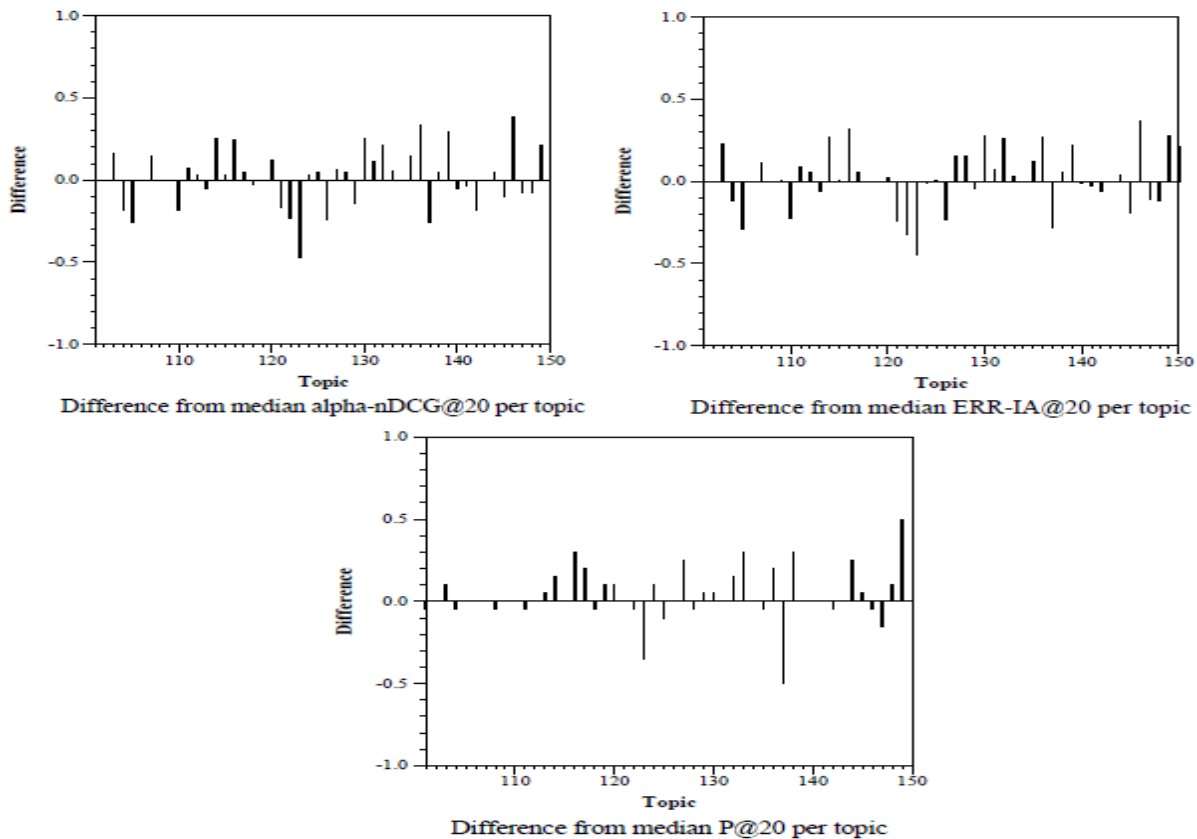 1.0
0.5
0.0
-0.5
-1.0
Difference
110 120 130 140 150
Topic
Difference from median alpha-nDCG@20 per topic
1.0
0.5
0.0
-0.5
-1.0
Difference
110 120 130 140 150
Topic
Difference from median ERR-IA@20 per topic
1.0
0.5
0.0
-0.5
-1.0
Difference
110 120 130 140 150
Topic
Difference from median P@20 per topic